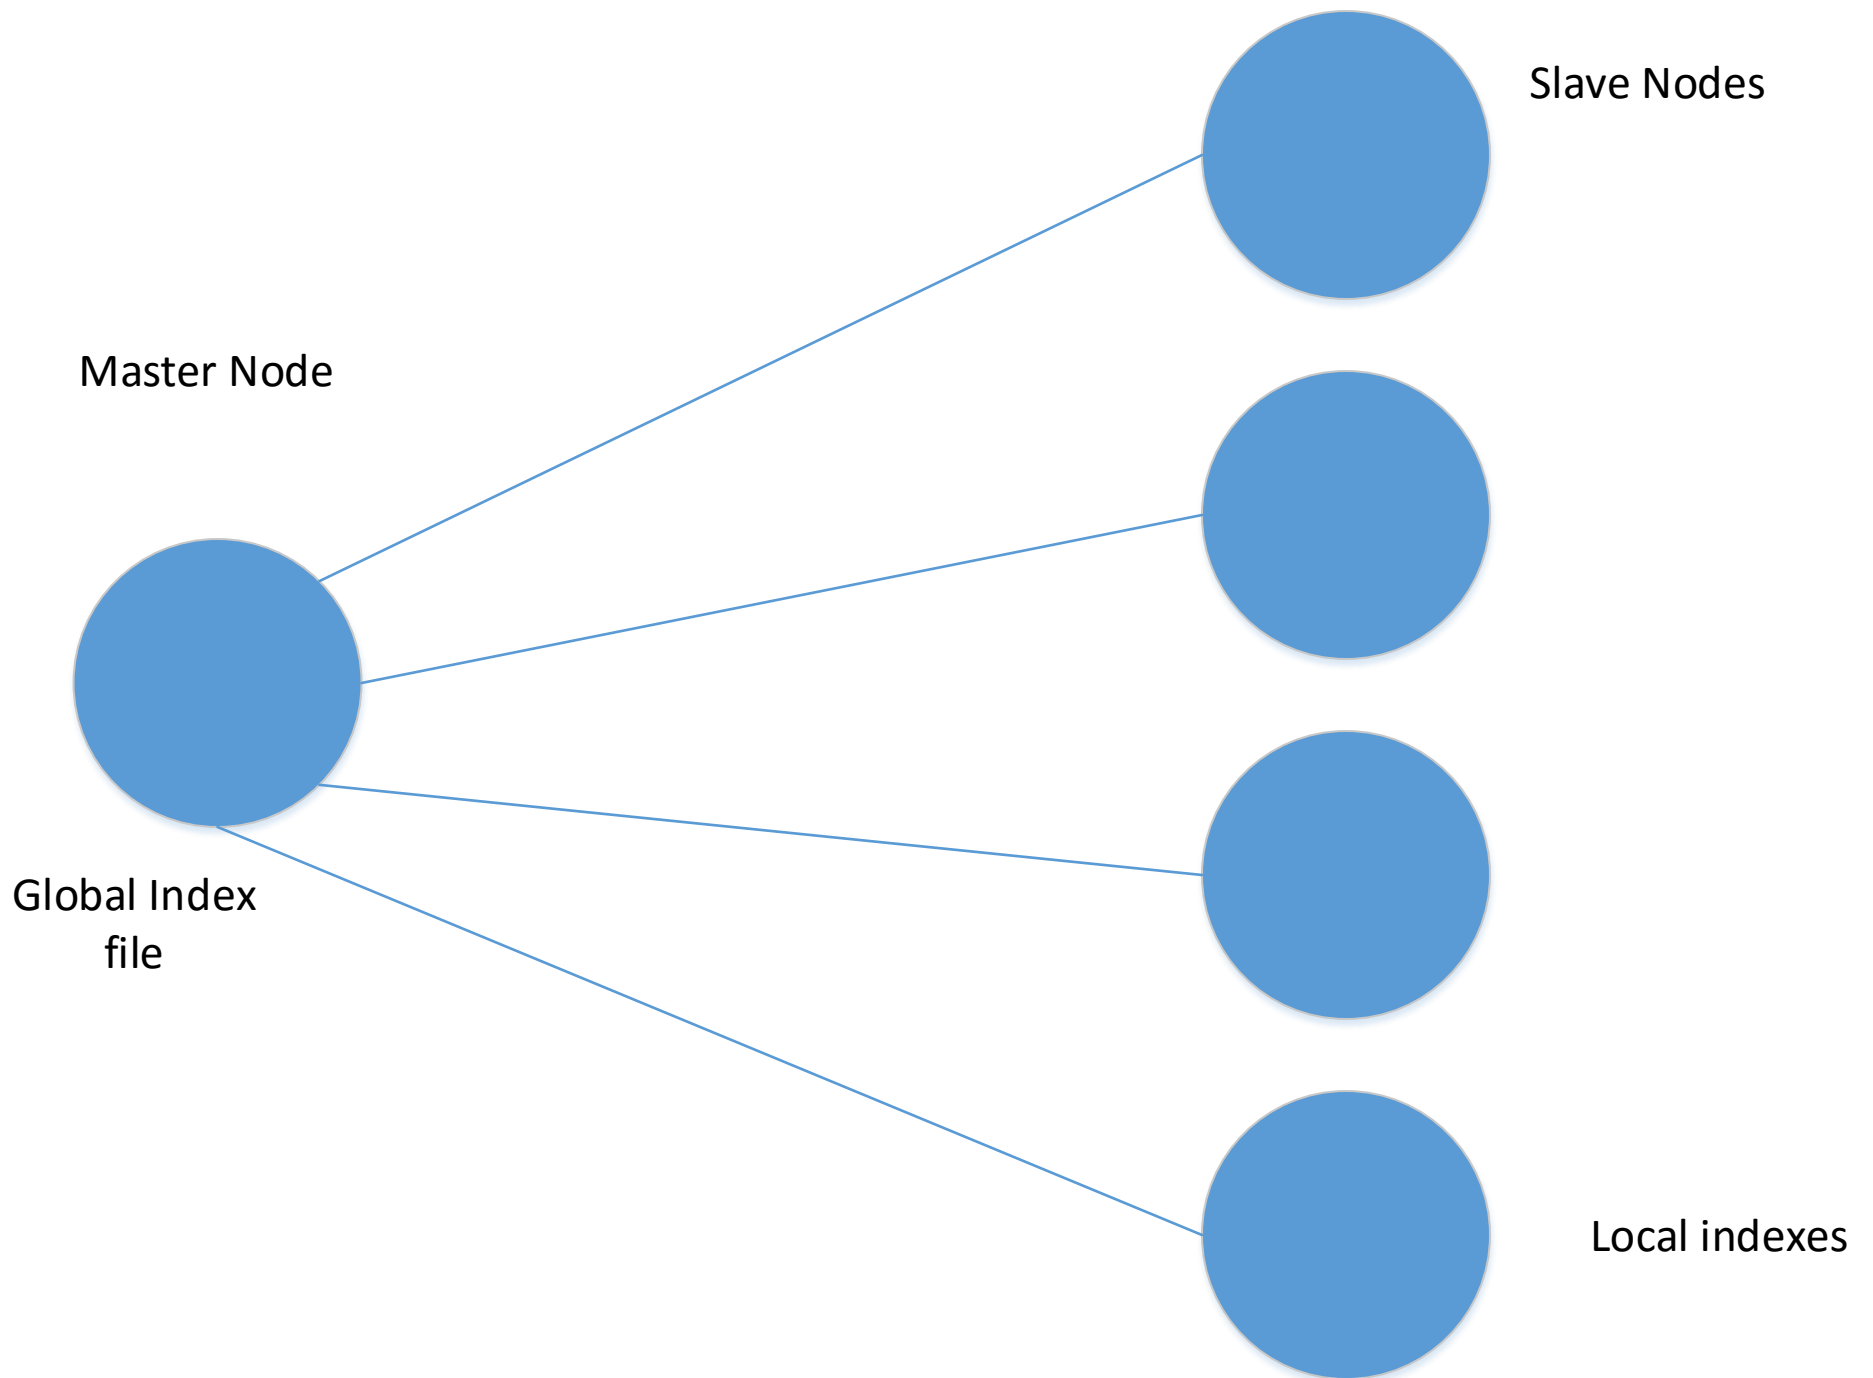 Slave Nodes
Master Node
Global Index
file
Local indexes